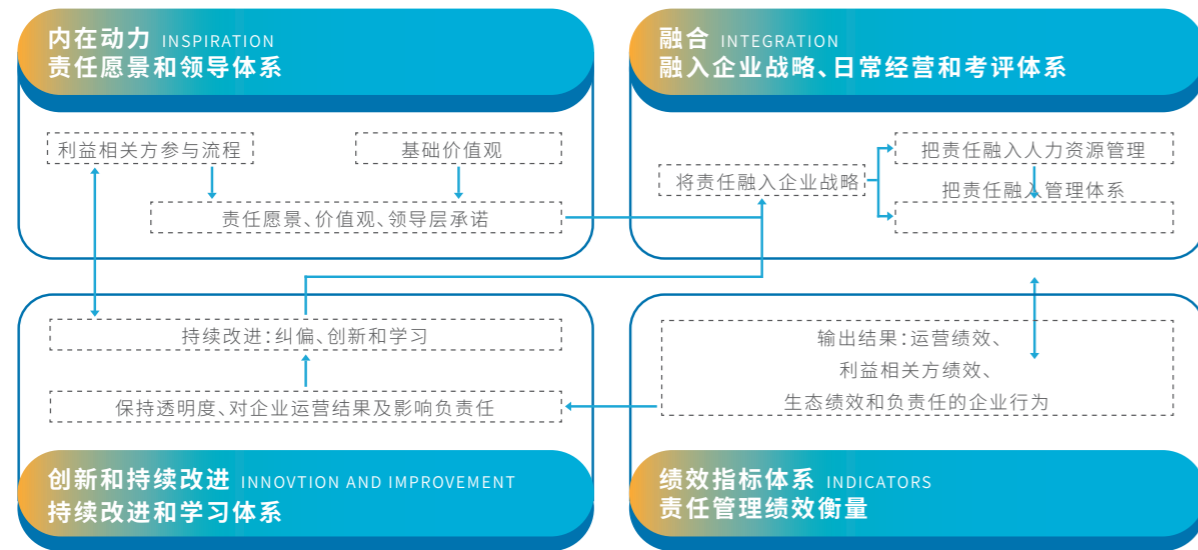 内在动力 INSPIRATION
责任愿景和领导体系
利益相关方参与流程
基础价值观
责任愿景、价值观、领导层承诺
融合 INTEGRATION
融入企业战略、日常经营和考评体系
将责任融入企业战略
把责任融入人力资源管理
把责任融入管理体系
持续改进:纠偏、创新和学习
保持透明度、对企业运营结果及影响负责任
创新和持续改进 INNOVTION AND IMPROVEMENT
持续改进和学习体系
输出结果:运营绩效、
利益相关方绩效、
生态绩效和负责任的企业行为
绩效指标体系 INDICATORS
责任管理绩效衡量